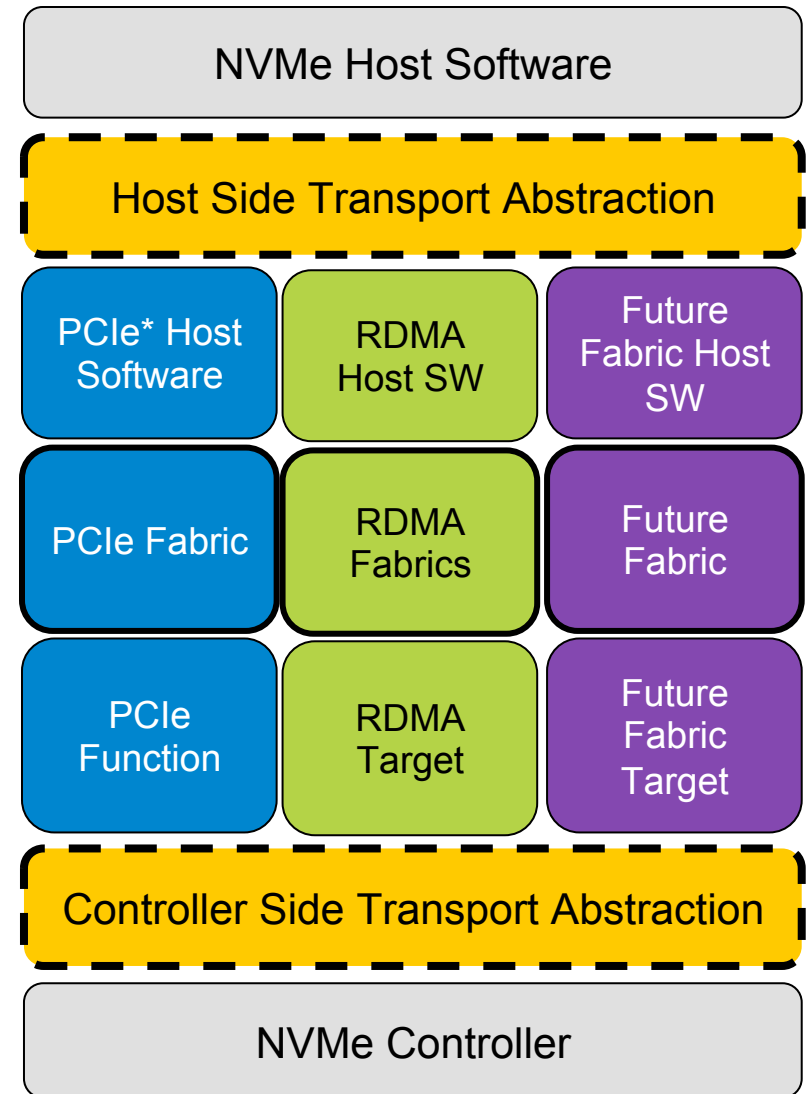 NVMe Host Software
Host Side Transport Abstraction
PCIe* Host
Software
RDMA
Host SW
Future
Fabric Host
SW
PCIe Fabric
RDMA
Fabrics
Future
Fabric
PCIe
Function
RDMA
Target
Future
Fabric
Target
Controller Side Transport Abstraction
NVMe Controller